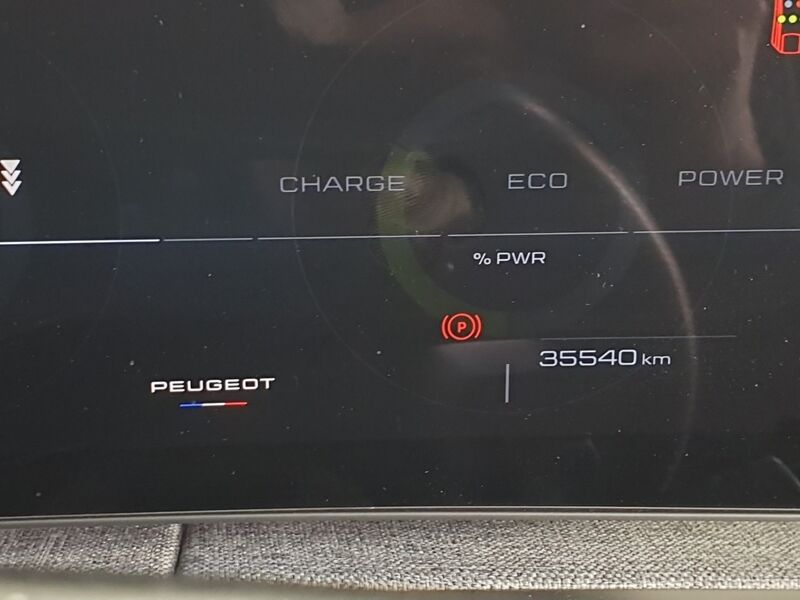 CHARGE ECO POWER
% PWR
(P)
35540 km
PEUGEOT